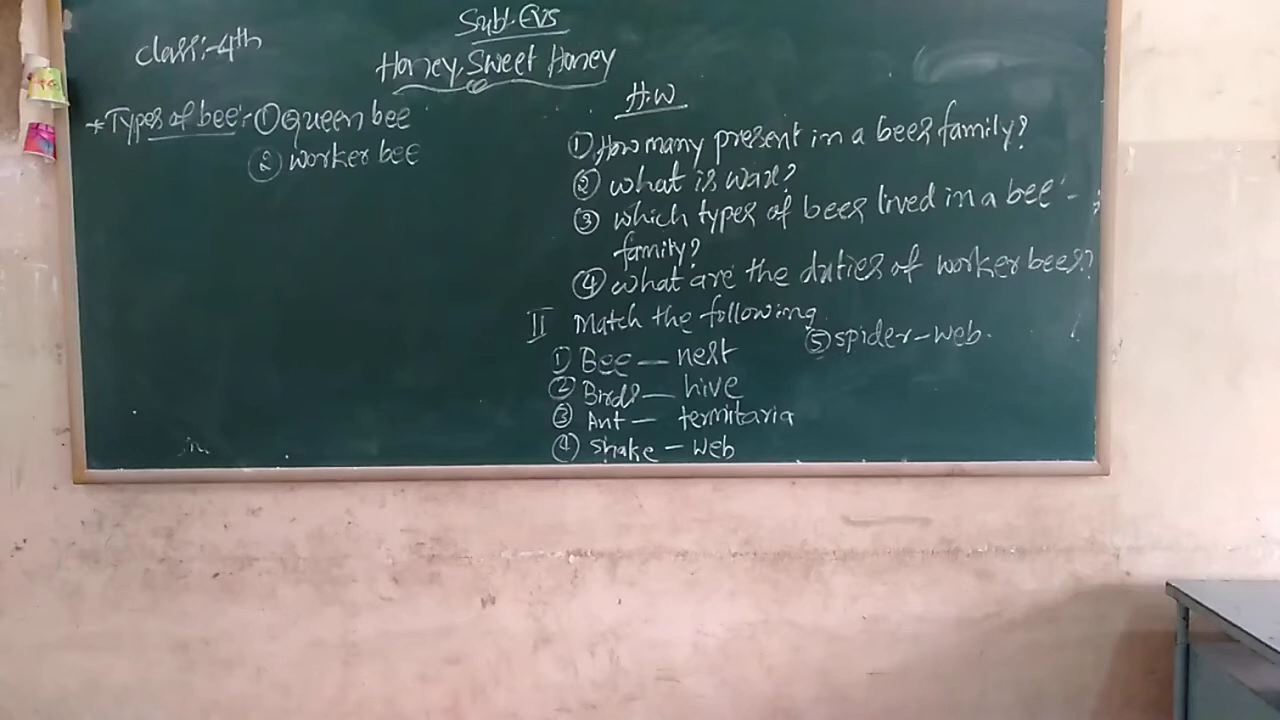 Sub:-EVS
Class:-4th
Honey, Sweet Honey
*Types of bee:- ① Queen bee
② worker bee
H.W
① How many present in a bees family?
② what is wax?
③ which types of bees lived in a bee -
family?
④ what are the duties of worker bees?
II Match the following
① Bee — nest
② Birds — hive
③ Ant — termitaria
④ Snake — web
⑤ spider-web.